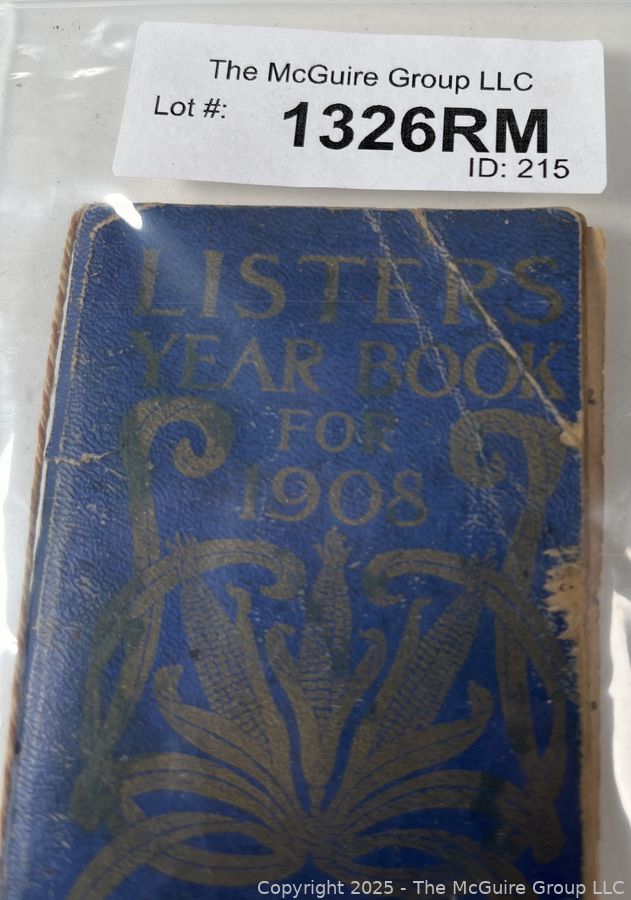 The McGuire Group LLC
Lot #: 1326RM
ID: 215
LISTERS
YEAR BOOK
FOR
1908
Copyright 2025 - The McGuire Group LLC